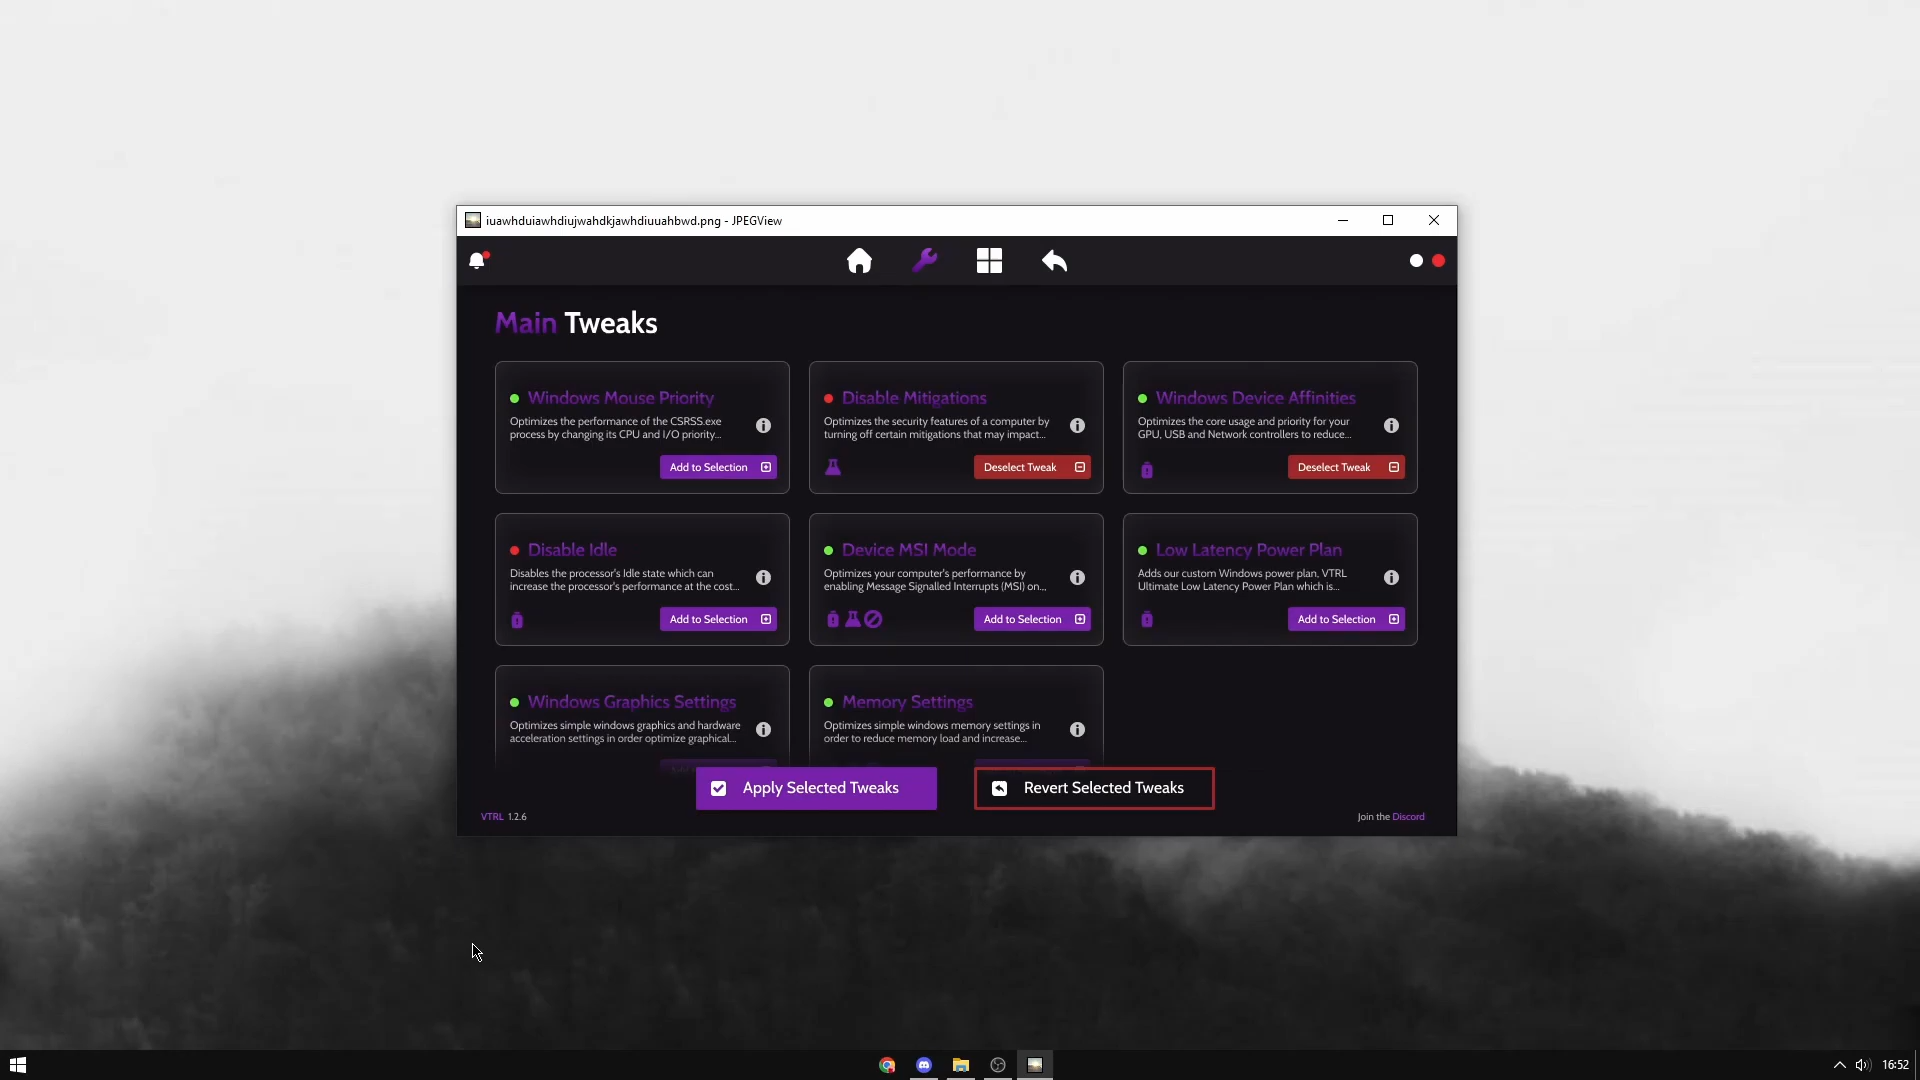 iuawhduiawhdiujwahdkjawhdiuuahbwd.png - JPEGView
Main Tweaks
Windows Mouse Priority
Optimizes the performance of the CSRSS.exe
process by changing its CPU and I/O priority...
Add to Selection
Disable Mitigations
Optimizes the security features of a computer by
turning off certain mitigations that may impact...
Deselect Tweak
Windows Device Affinities
Optimizes the core usage and priority for your
GPU, USB and Network controllers to reduce...
Deselect Tweak
Disable Idle
Disables the processor's Idle state which can
increase the processor's performance at the cost...
Add to Selection
Device MSI Mode
Optimizes your computer's performance by
enabling Message Signalled Interrupts (MSI) on...
Add to Selection
Low Latency Power Plan
Adds our custom Windows power plan, VTRL
Ultimate Low Latency Power Plan which is...
Add to Selection
Windows Graphics Settings
Optimizes simple windows graphics and hardware
acceleration settings in order optimize graphical...
Memory Settings
Optimizes simple windows memory settings in
order to reduce memory load and increase...
Apply Selected Tweaks
Revert Selected Tweaks
VTRL 1.2.6
Join the Discord
16:52